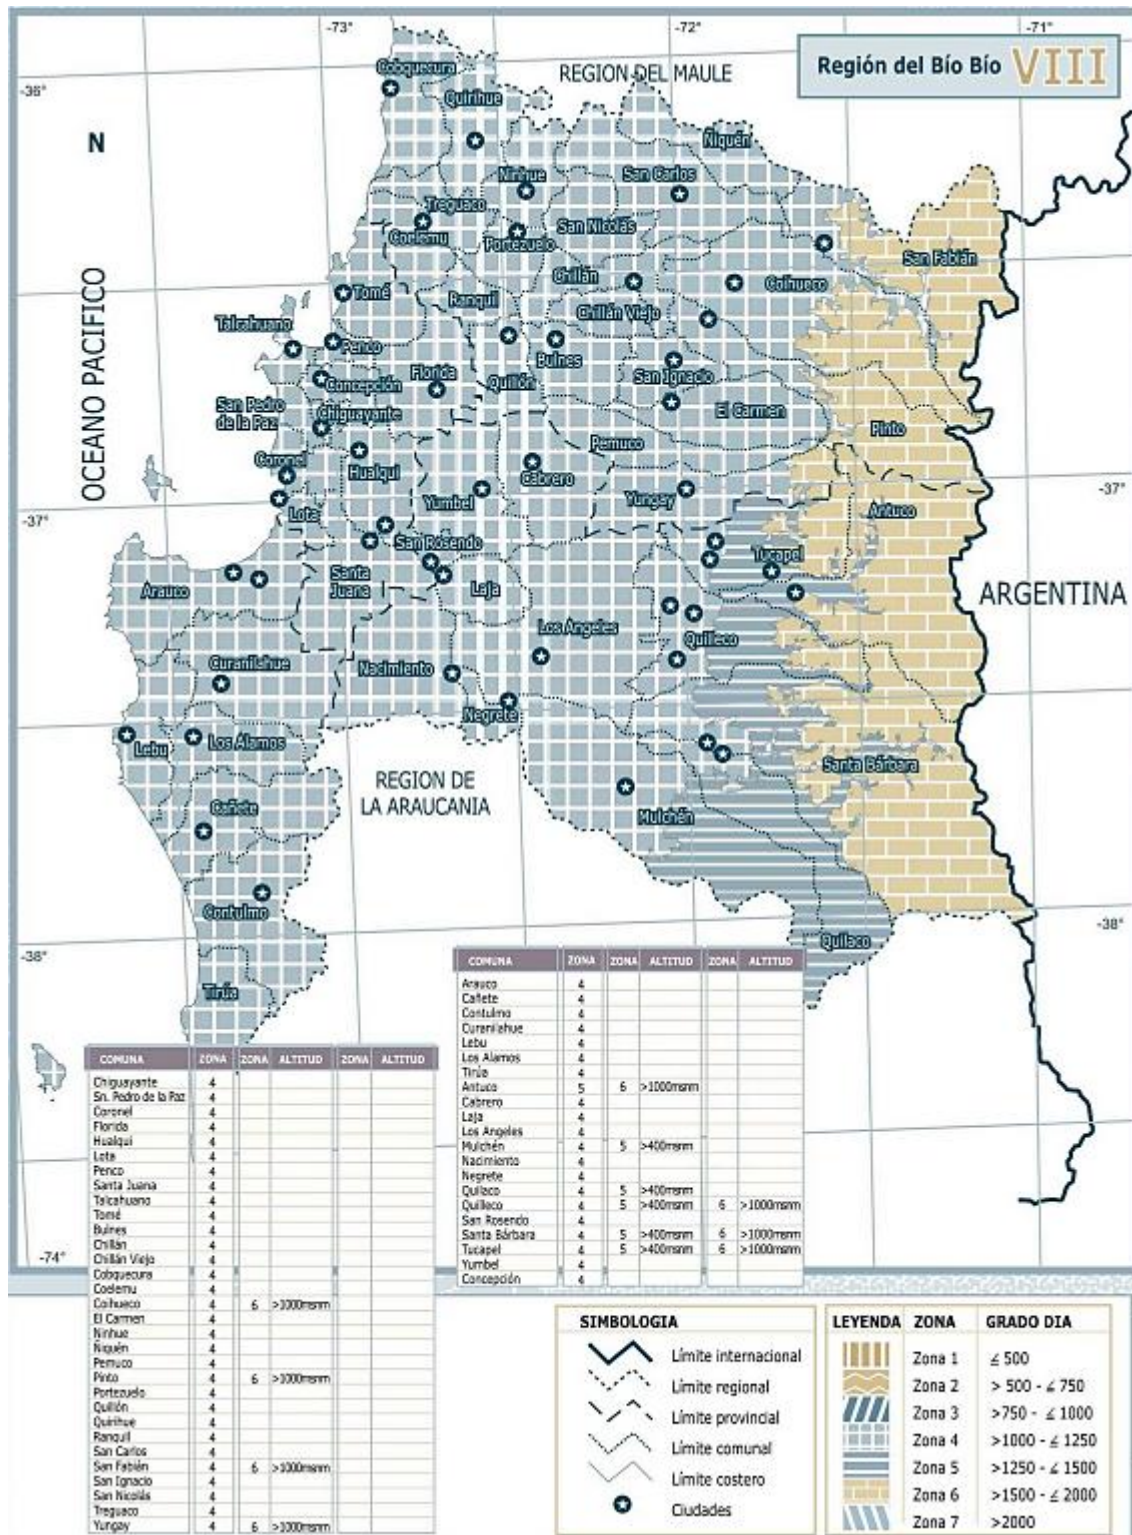 -73°
-72°
-71°
Región del Bío Bío VIII
REGION DEL MAULE
-36°
N
Cobquecura
Quirihue
Ñiquén
Ninhue
San Carlos
Treguaco
San Nicolás
Coelemu
Portezuelo
San Fabián
Chillán
Coihueco
OCEANO PACIFICO
Tomé
Ranquil
Chillán Viejo
Talcahuano
Penco
Bulnes
Concepción
Florida
Quillón
San Ignacio
San Pedro
de la Paz
Chiguayante
El Carmen
Pinto
Coronel
Hualqui
Pemuco
Cabrero
Lota
Yumbel
Yungay
-37°
-37°
Antuco
San Rosendo
Tucapel
Arauco
Santa
Juana
Laja
ARGENTINA
Los Angeles
Curanilahue
Nacimiento
Quilleco
Negrete
Lebu
Los Alamos
REGION DE
LA ARAUCANIA
Santa Bárbara
Cañete
Mulchén
Contulmo
-38°
-38°
Quilaco
Tirúa
COMUNA ZONA ZONA ALTITUD ZONA ALTITUD
Arauco 4
Cañete 4
Contulmo 4
Curanilahue 4
Lebu 4
Los Alamos 4
Tirúa 4
Antuco 5 6 >1000msnm
Cabrero 4
Laja 4
Los Angeles 4
Mulchén 4 5 >400msnm
Nacimiento 4
Negrete 4
Quilaco 4 5 >400msnm
Quilleco 4 5 >400msnm 6 >1000msnm
San Rosendo 4
Santa Bárbara 4 5 >400msnm 6 >1000msnm
Tucapel 4 5 >400msnm 6 >1000msnm
Yumbel 4
Concepción 4
COMUNA ZONA ZONA ALTITUD ZONA ALTITUD
Chiguayante 4
Sn. Pedro de la Paz 4
Coronel 4
Florida 4
Hualqui 4
Lota 4
Penco 4
Santa Juana 4
Talcahuano 4
Tomé 4
Bulnes 4
Chillán 4
Chillán Viejo 4
Cobquecura 4
Coelemu 4
Coihueco 4 6 >1000msnm
El Carmen 4
Ninhue 4
Ñiquén 4
Pemuco 4
Pinto 4 6 >1000msnm
Portezuelo 4
Quillón 4
Quirihue 4
Ranquil 4
San Carlos 4
San Fabián 4 6 >1000msnm
San Ignacio 4
San Nicolás 4
Treguaco 4
Yungay 4 6 >1000msnm
-74°
SIMBOLOGIA
Límite internacional
Límite regional
Límite provincial
Límite comunal
Límite costero
Ciudades
LEYENDA ZONA GRADO DIA
Zona 1 ≤ 500
Zona 2 > 500 - ≤ 750
Zona 3 >750 - ≤ 1000
Zona 4 >1000 - ≤ 1250
Zona 5 >1250 - ≤ 1500
Zona 6 >1500 - ≤ 2000
Zona 7 >2000